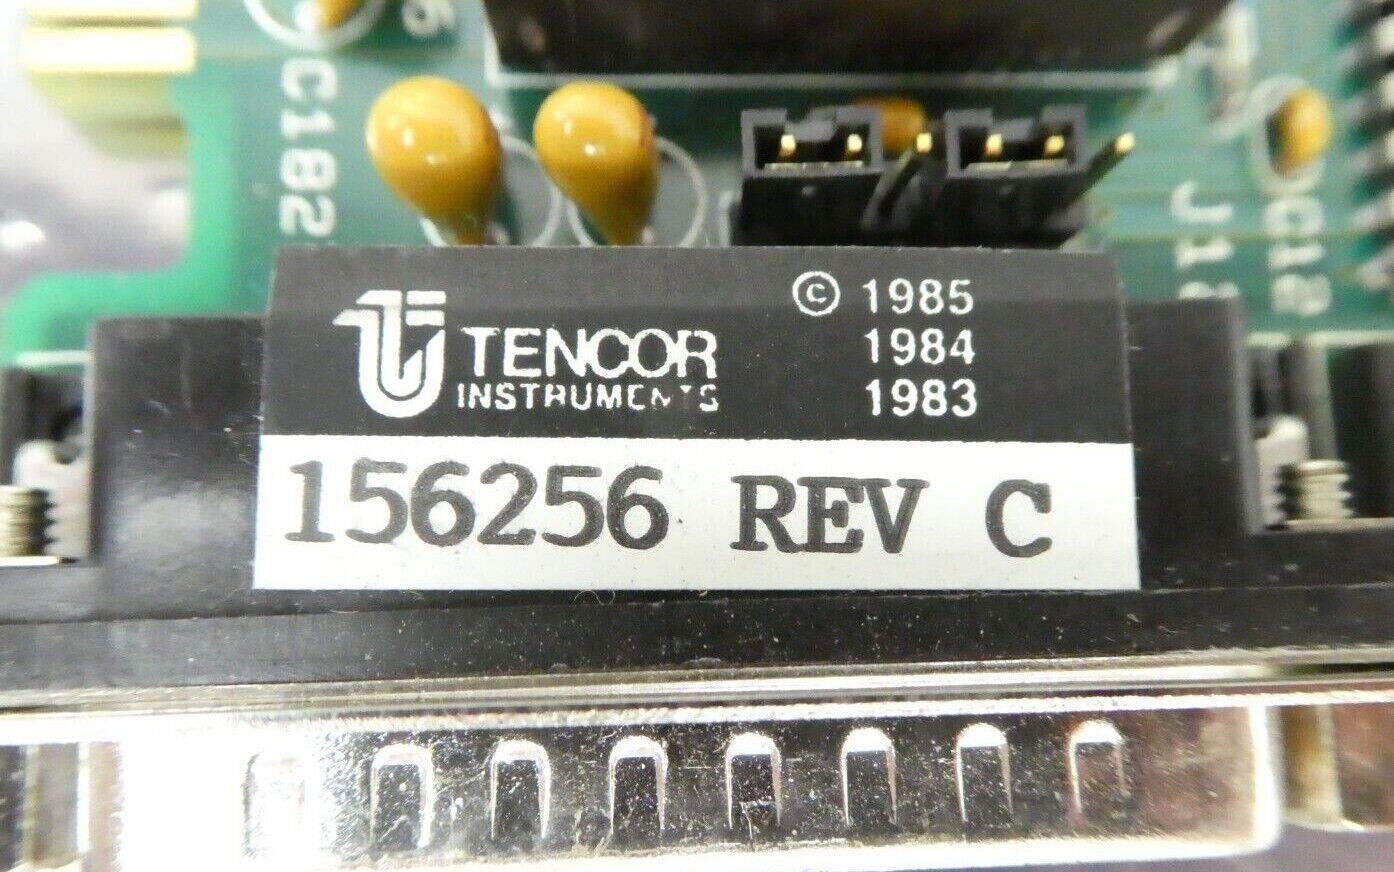 C182
TENCOR
INSTRUMENTS
© 1985
1984
1983
156256 REV C